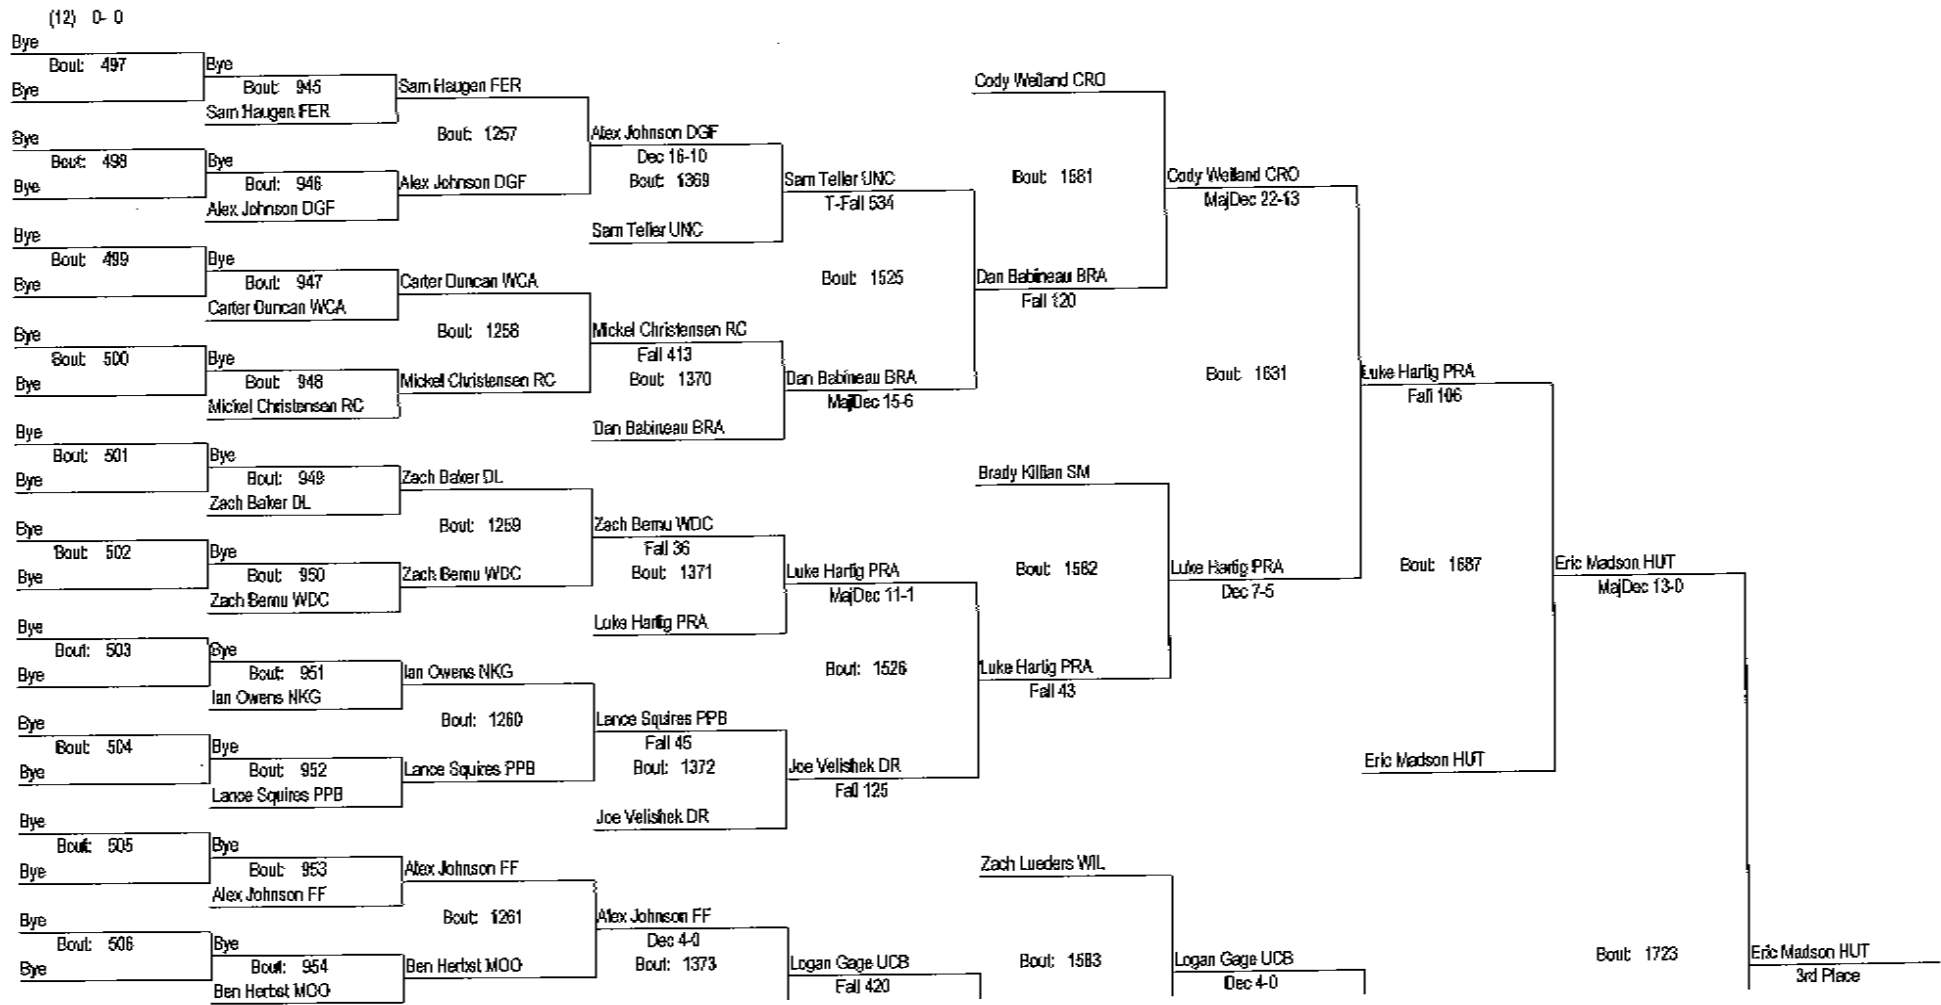 (12) 0- 0
Bye
Bout: 497
Bye
Bye
Bout: 945
Sam Haugen FER
Sam Haugen FER
Bout: 1257
Bye
Bout: 498
Bye
Bye
Bout: 946
Alex Johnson DGF
Alex Johnson DGF
Alex Johnson DGF
Dec 16-10
Bout: 1369
Sam Teller UNC
Sam Teller UNC
T-Fall 534
Bout: 1525
Bye
Bout: 499
Bye
Bye
Bout: 947
Carter Duncan WCA
Carter Duncan WCA
Bout: 1258
Bye
Bout: 500
Bye
Bye
Bout: 948
Mickel Christensen RC
Mickel Christensen RC
Mickel Christensen RC
Fall 413
Bout: 1370
Dan Babineau BRA
Dan Babineau BRA
MajDec 15-6
Cody Weiland CRO
Bout: 1581
Dan Babineau BRA
Fall 120
Cody Weiland CRO
MajDec 22-13
Bout: 1631
Bye
Bout: 501
Bye
Bye
Bout: 949
Zach Baker DL
Zach Baker DL
Bout: 1259
Bye
Bout: 502
Bye
Bye
Bout: 950
Zach Bemu WDC
Zach Bemu WDC
Zach Bemu WDC
Fall 36
Bout: 1371
Luke Hartig PRA
Luke Hartig PRA
MajDec 11-1
Bout: 1526
Bye
Bout: 503
Bye
Bye
Bout: 951
Ian Owens NKG
Ian Owens NKG
Bout: 1260
Bye
Bout: 504
Bye
Bye
Bout: 952
Lance Squires PPB
Lance Squires PPB
Lance Squires PPB
Fall 45
Bout: 1372
Joe Velishek DR
Joe Velishek DR
Fall 125
Brady Killian SM
Bout: 1582
Luke Hartig PRA
Fall 43
Luke Hartig PRA
Dec 7-5
Luke Hartig PRA
Fall 106
Bout: 1687
Eric Madson HUT
Eric Madson HUT
MajDec 13-0
Bye
Bout: 505
Bye
Bye
Bout: 953
Alex Johnson FF
Alex Johnson FF
Bout: 1261
Bye
Bout: 506
Bye
Bye
Bout: 954
Ben Herbst MOO
Ben Herbst MOO
Alex Johnson FF
Dec 4-0
Bout: 1373
Logan Gage UCB
Fall 420
Zach Lueders WIL
Bout: 1583
Logan Gage UCB
Dec 4-0
Bout: 1723
Eric Madson HUT
3rd Place